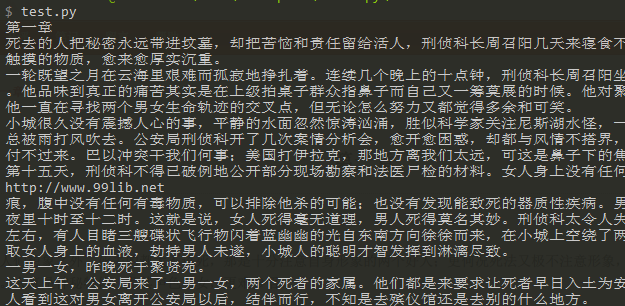 $ test.py
第一章
死去的人把秘密永远带进坟墓，却把苦恼和责任留给活人，刑侦科长周召阳几天来寝食不
触摸的物质，愈来愈厚实沉重。
一轮既望之月在云海里艰难而孤寂地挣扎着。连续几个晚上的十点钟，刑侦科长周召阳坐
。他品味到真正的痛苦其实是在上级拍桌子群众指鼻子而自己又一筹莫展的时候。他对聚
他一直在寻找两个男女生命轨迹的交叉点，但无论怎么努力又都觉得多余和可笑。
小城很久没有震撼人心的事，平静的水面忽然惊涛汹涌，胜似科学家关注尼斯湖水怪，一
总被雨打风吹去。公安局刑侦科开了几次案情分析会，愈开愈困惑，却都与风情不搭界，
付不过来。巴以冲突干我们何事；美国打伊拉克，那地方离我们太远，可这是鼻子下的焦
第十五天，刑侦科不得已破例地公开部分现场勘察和法医尸检的材料。女人身上没有任何
http://www.99lib.net
痕，腹中没有任何有毒物质，可以排除他杀的可能；也没有发现能致死的器质性疾病。男
夜里十时至十二时。这就是说，女人死得毫无道理，男人死得莫名其妙。刑侦科太令人失
左右，有人目睹三艘碟状飞行物闪着蓝幽幽的光自东南方向徐徐而来，在小城上空绕了两
取女人身上的血液，劫持男人未遂，小城人的聪明才智发挥到淋漓尽致。
一男一女，昨晚死于聚贤苑。
这天上午，公安局来了一男一女，两个死者的家属。他们都是来要求让死者早日入土为安
人看到这对男女离开公安局以后，结伴而行，不知是去殡仪馆还是去别的什么地方。